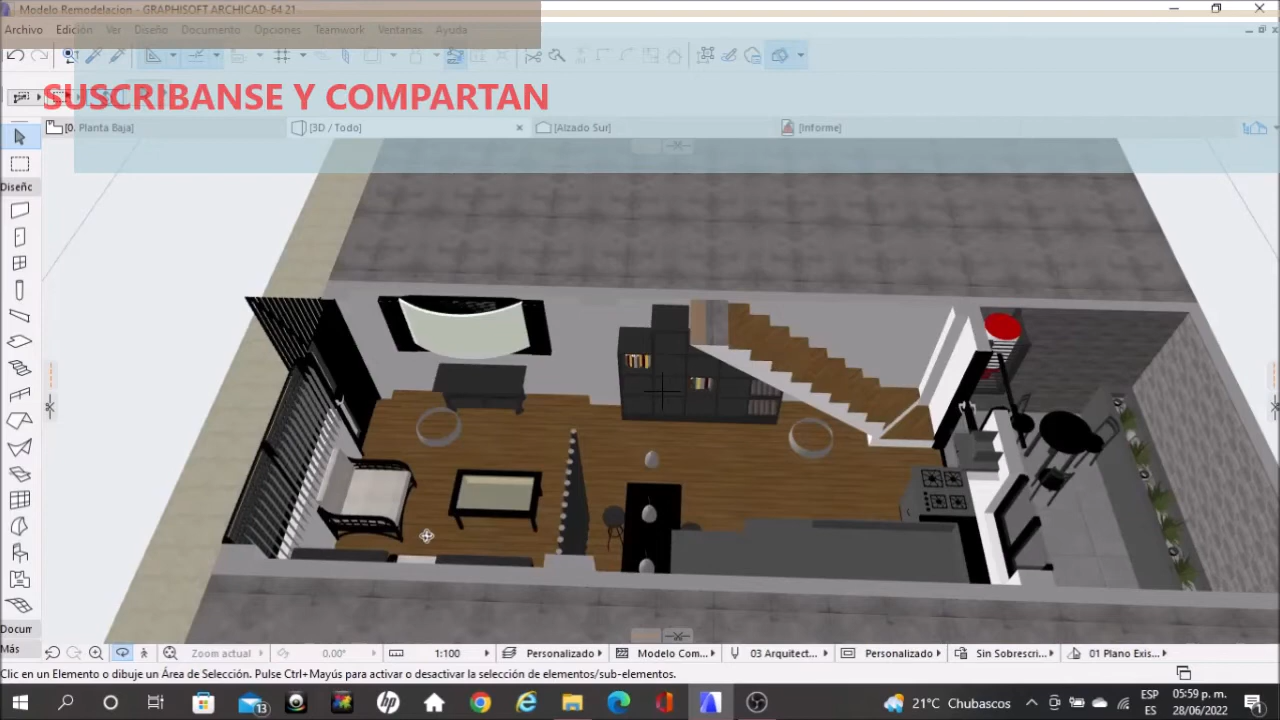 Modelo Remodelacion - GRAPHISOFT ARCHICAD-64 21
Archivo Edición Ver Diseño Documento Opciones Teamwork Ventanas Ayuda
SUSCRIBANSE Y COMPARTAN
[0. Planta Baja] [3D / Todo] [Alzado Sur] [Informe]
Diseñc
Docum
Más
Zoom actual 0.00° 1:100 Personalizado Modelo Com... 03 Arquitect... Personalizado Sin Sobrescri... 01 Plano Exis...
Clic en un Elemento o dibuje un Área de Selección. Pulse Ctrl+Mayús para activar o desactivar la selección de elementos/sub-elementos.
13 21°C Chubascos ESP ES 05:59 p. m. 28/06/2022 1